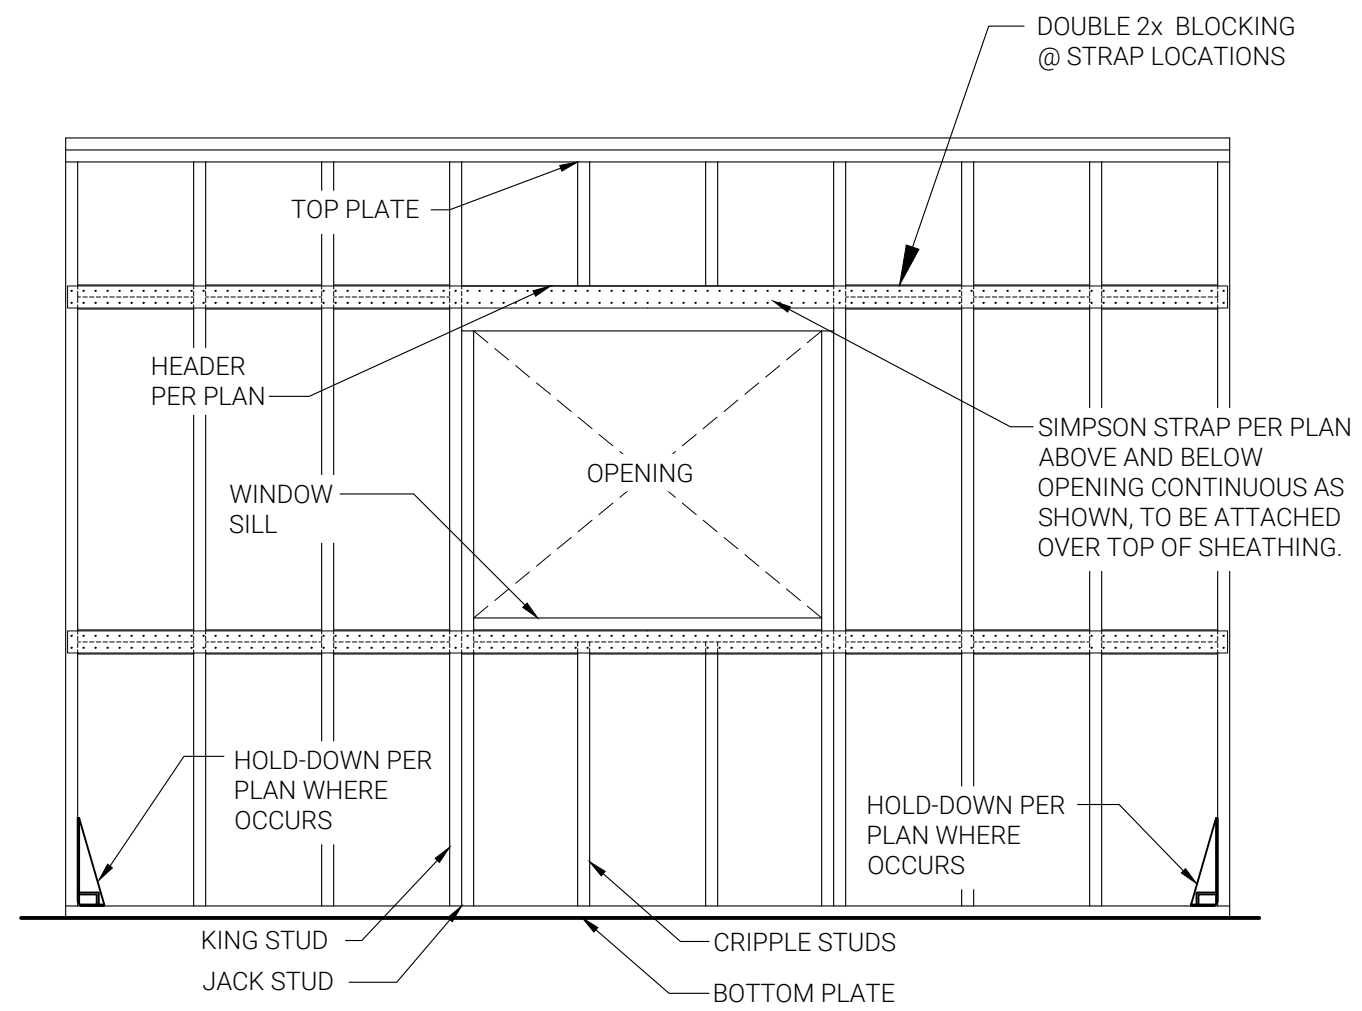 DOUBLE 2x BLOCKING
@ STRAP LOCATIONS
TOP PLATE
HEADER
PER PLAN
SIMPSON STRAP PER PLAN
ABOVE AND BELOW
OPENING CONTINUOUS AS
SHOWN, TO BE ATTACHED
OVER TOP OF SHEATHING.
OPENING
WINDOW
SILL
HOLD-DOWN PER
PLAN WHERE
OCCURS
HOLD-DOWN PER
PLAN WHERE
OCCURS
KING STUD
CRIPPLE STUDS
JACK STUD
BOTTOM PLATE